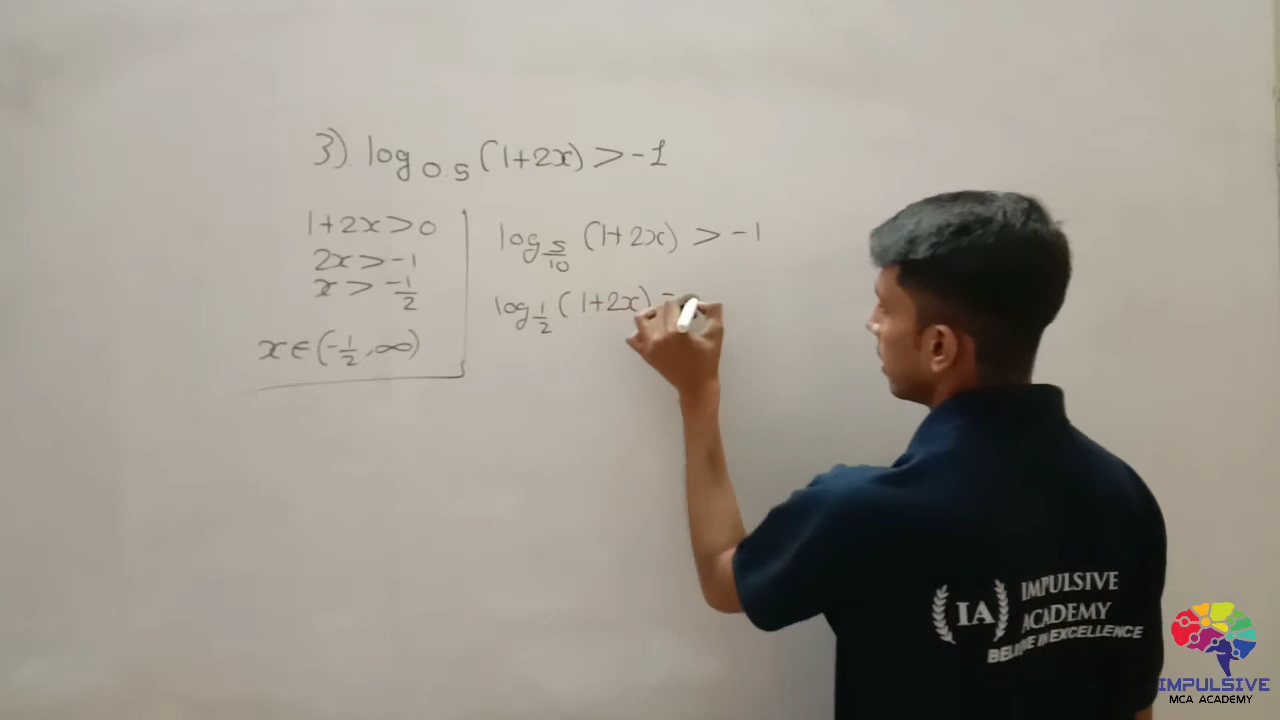 3). log 0.5 (1+2x) > -1
1+2x > 0
2x > -1
x > -1/2
x ∈ (-1/2, ∞)
log 5/10 (1+2x) > -1
log 1/2 (1+2x)
IA
IMPULSIVE
ACADEMY
BELIEVE IN EXCELLENCE
IMPULSIVE
MCA ACADEMY